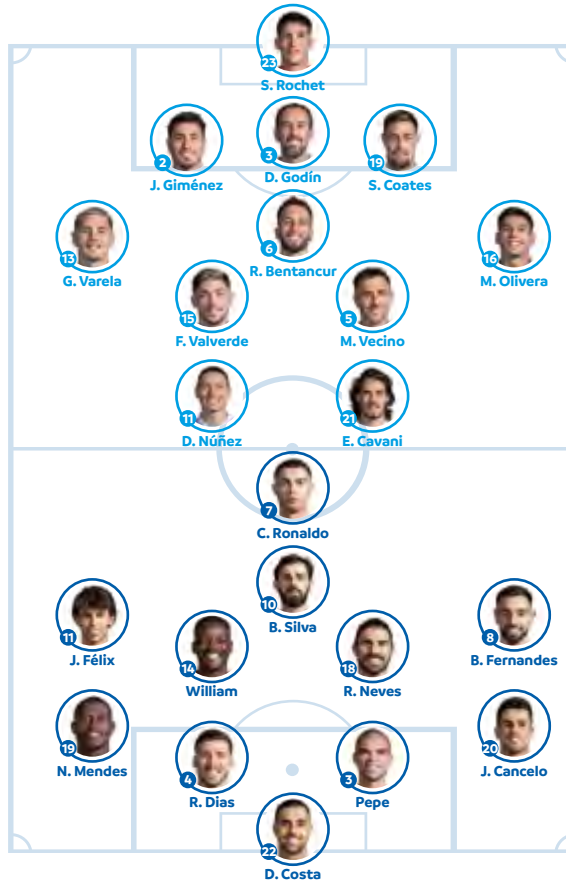 23
S. Rochet
2
J. Giménez
3
D. Godín
19
S. Coates
13
G. Varela
6
R. Bentancur
16
M. Olivera
15
F. Valverde
5
M. Vecino
11
D. Núñez
21
E. Cavani
7
C. Ronaldo
10
B. Silva
11
J. Félix
14
William
18
R. Neves
8
B. Fernandes
19
N. Mendes
4
R. Dias
3
Pepe
20
J. Cancelo
22
D. Costa